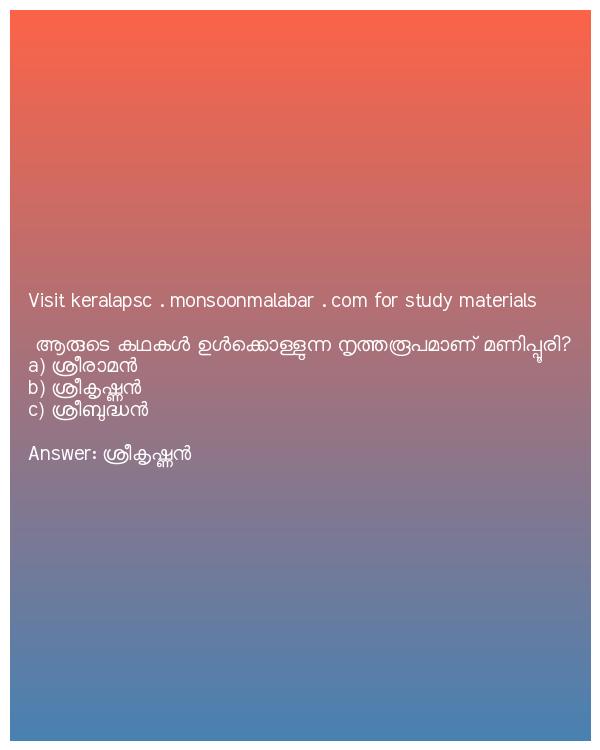 Visit keralapsc . monsoonmalabar . com for study materials
ആരുടെ കഥകൾ ഉൾക്കൊള്ളുന്ന നൃത്തരൂപമാണ് മണിപ്പൂരി?
a) ശ്രീരാമൻ
b) ശ്രീകൃഷ്ണൻ
c) ശ്രീബുദ്ധൻ
Answer: ശ്രീകൃഷ്ണൻ